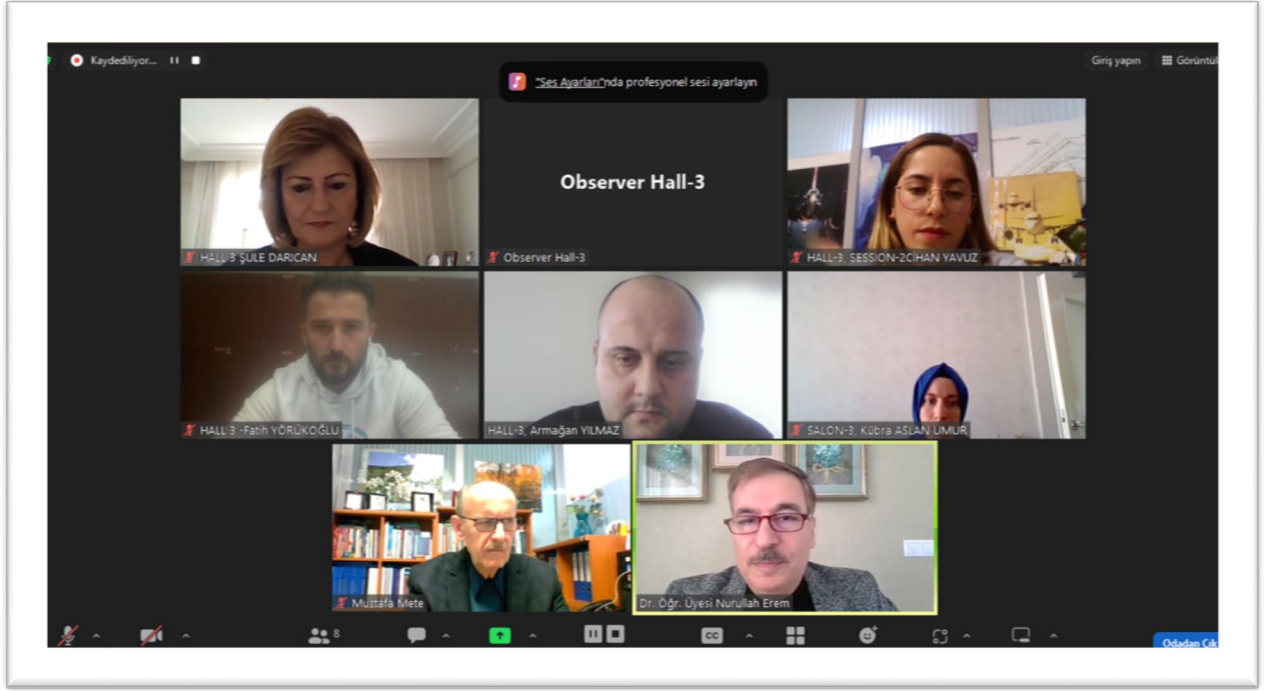 Kaydediliyor...
Giriş yapın
Görüntül
"Ses Ayarları"nda profesyonel sesi ayarlayın
Observer Hall-3
HALL-3 ŞULE DARICAN
Observer Hall-3
HALL-3, SESSION-2CİHAN YAVUZ
HALL-3 -Fatih YÖRÜKOĞLU
HALL-3, Armağan YILMAZ
SALON-3, Kübra ASLAN UMUR
Mustafa Mete
Dr. Öğr. Üyesi Nurullah Erem
8
CC
Odadan Çık